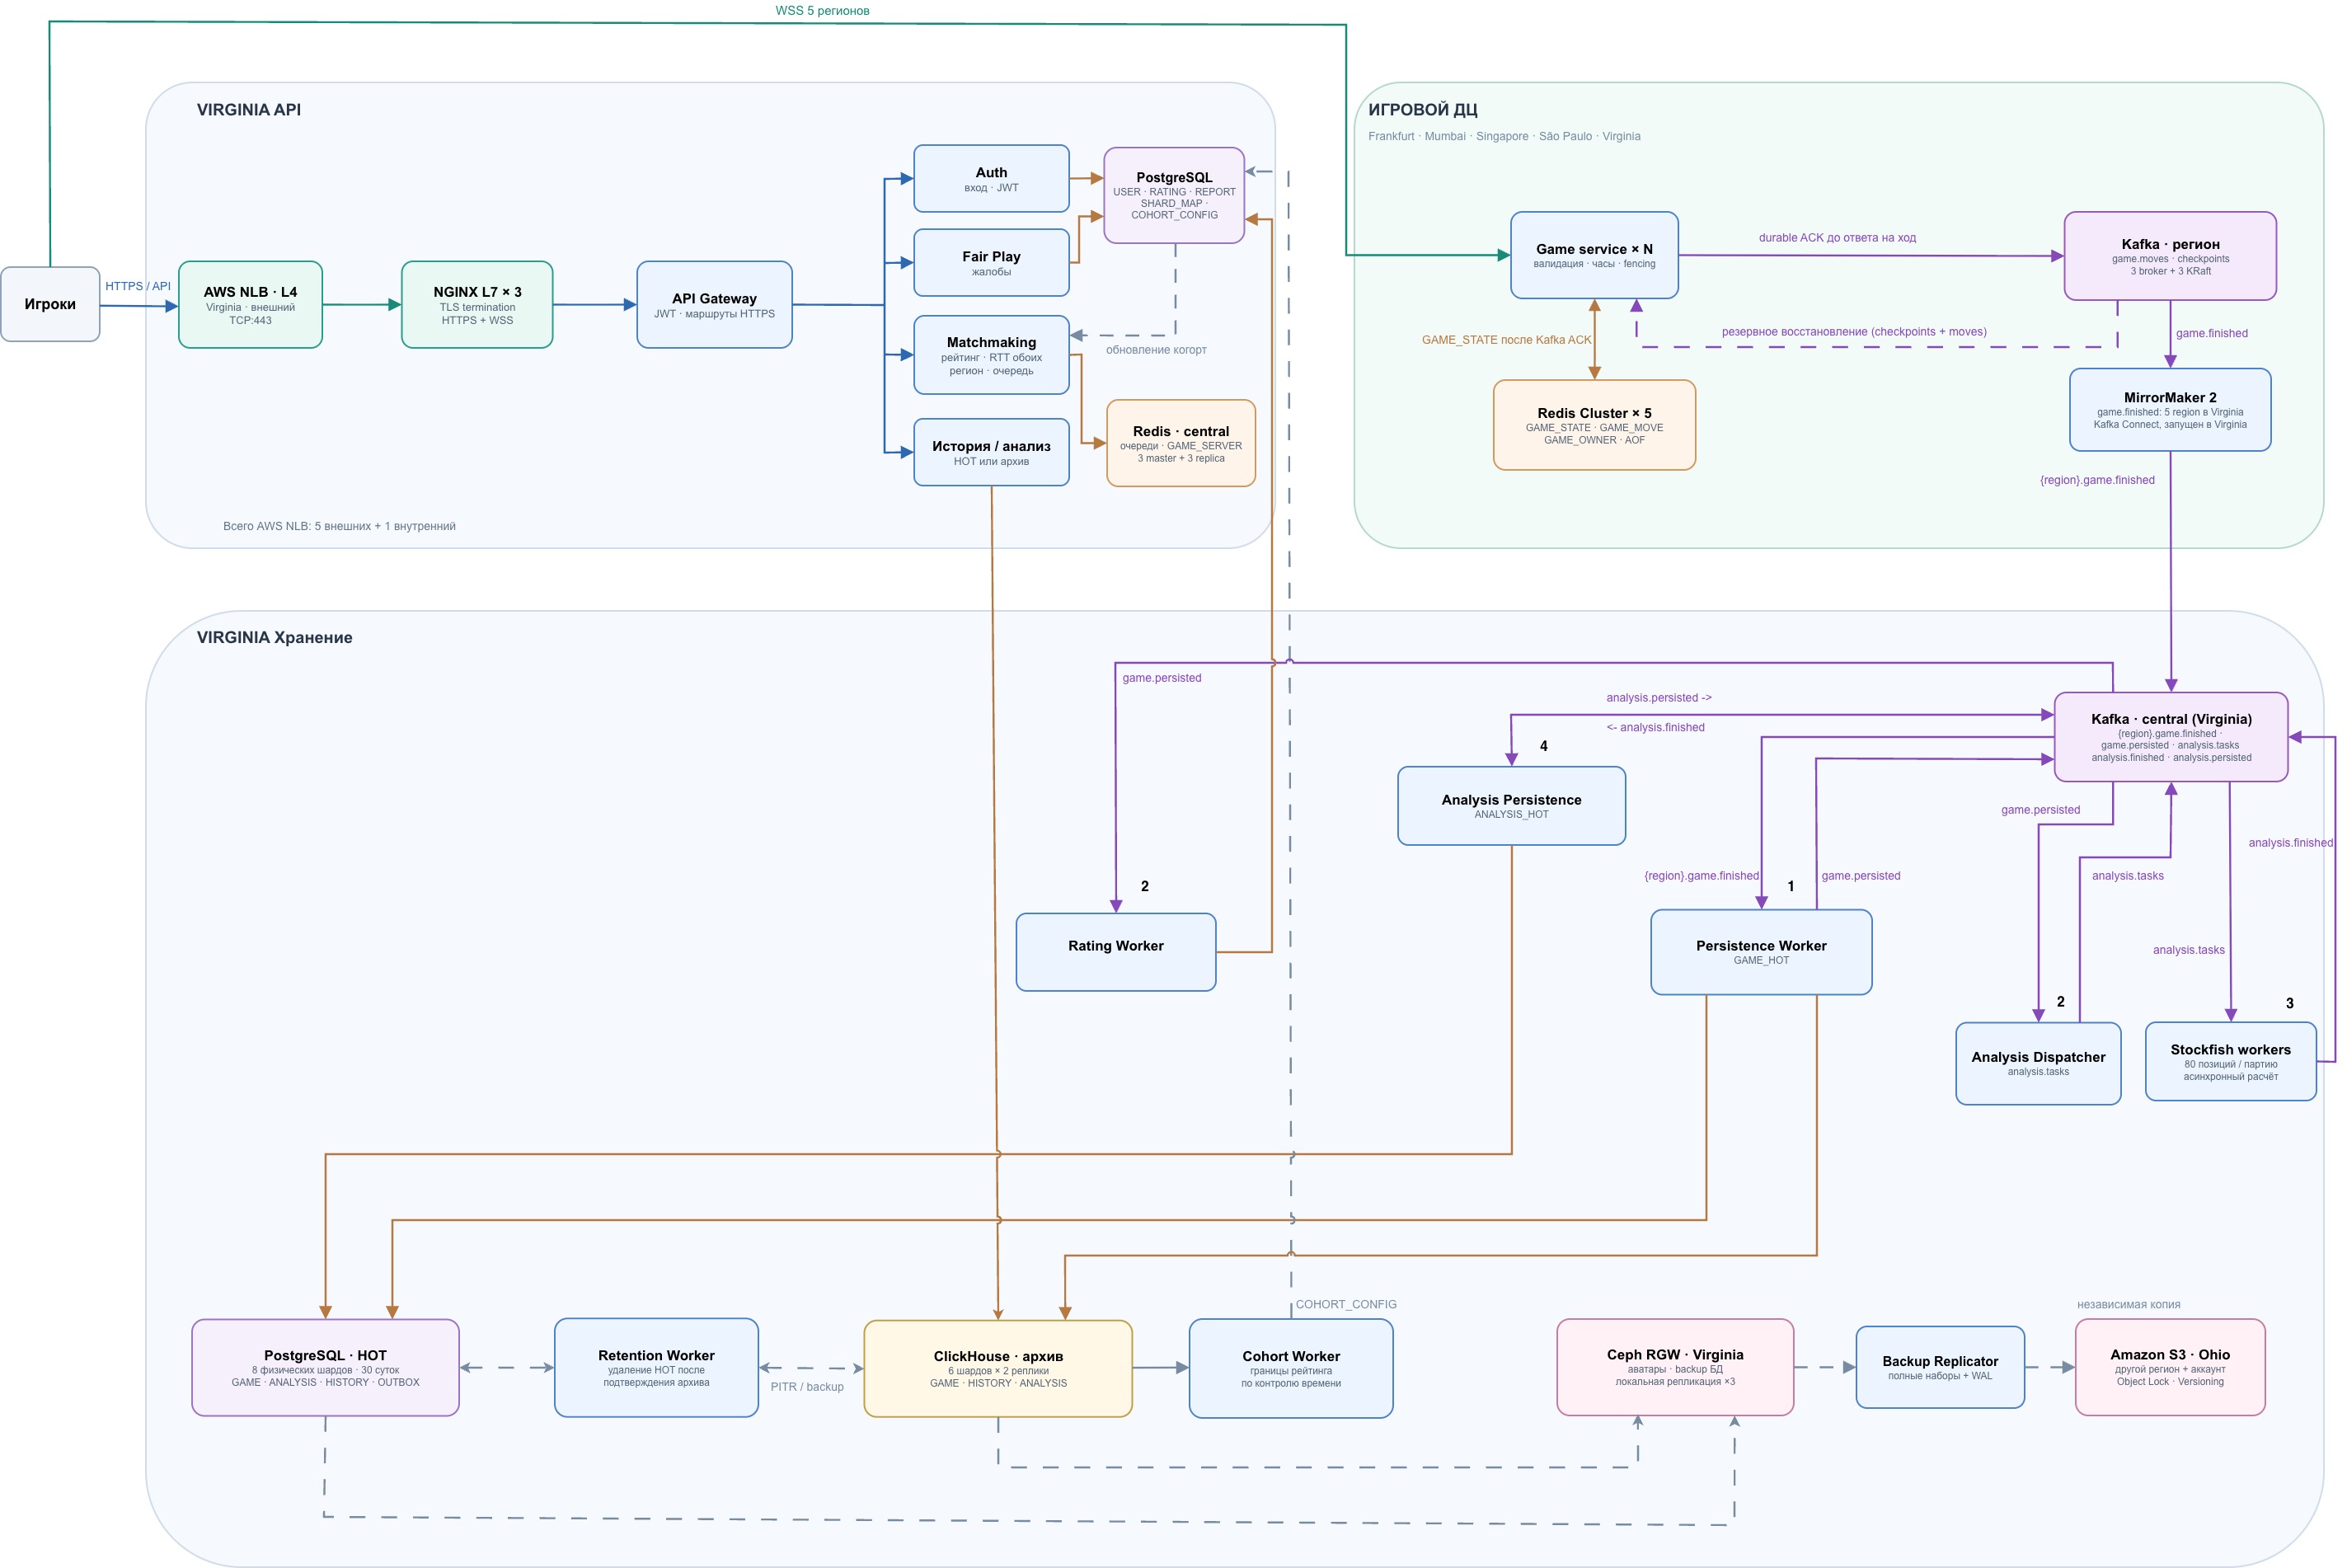 WSS 5 регионов
VIRGINIA API
Игроки
HTTPS / API
AWS NLB · L4
Virginia · внешний
TCP:443
NGINX L7 × 3
TLS termination
HTTPS + WSS
API Gateway
JWT · маршруты HTTPS
Auth
вход · JWT
Fair Play
жалобы
Matchmaking
рейтинг · RTT обоих
регион · очередь
История / анализ
HOT или архив
PostgreSQL
USER · RATING · REPORT
SHARD_MAP ·
COHORT_CONFIG
обновление когорт
Redis · central
очереди · GAME_SERVER
3 master + 3 replica
Всего AWS NLB: 5 внешних + 1 внутренний
ИГРОВОЙ ДЦ
Frankfurt · Mumbai · Singapore · São Paulo · Virginia
Game service × N
валидация · часы · fencing
durable ACK до ответа на ход
Kafka · регион
game.moves · checkpoints
3 broker + 3 KRaft
GAME_STATE после Kafka ACK
резервное восстановление (checkpoints + moves)
game.finished
Redis Cluster × 5
GAME_STATE · GAME_MOVE
GAME_OWNER · AOF
MirrorMaker 2
game.finished: 5 region в Virginia
Kafka Connect, запущен в Virginia
{region}.game.finished
VIRGINIA Хранение
game.persisted
analysis.persisted ->
<- analysis.finished
4
Kafka · central (Virginia)
{region}.game.finished ·
game.persisted · analysis.tasks
analysis.finished · analysis.persisted
Analysis Persistence
ANALYSIS_HOT
game.persisted
analysis.finished
{region}.game.finished
1
game.persisted
analysis.tasks
2
Rating Worker
Persistence Worker
GAME_HOT
analysis.tasks
2
3
Analysis Dispatcher
analysis.tasks
Stockfish workers
80 позиций / партию
асинхронный расчёт
COHORT_CONFIG
независимая копия
PostgreSQL · HOT
8 физических шардов · 30 суток
GAME · ANALYSIS · HISTORY · OUTBOX
Retention Worker
удаление HOT после
подтверждения архива
PITR / backup
ClickHouse · архив
6 шардов × 2 реплики
GAME · HISTORY · ANALYSIS
Cohort Worker
границы рейтинга
по контролю времени
Ceph RGW · Virginia
аватары · backup БД
локальная репликация ×3
Backup Replicator
полные наборы + WAL
Amazon S3 · Ohio
другой регион + аккаунт
Object Lock · Versioning